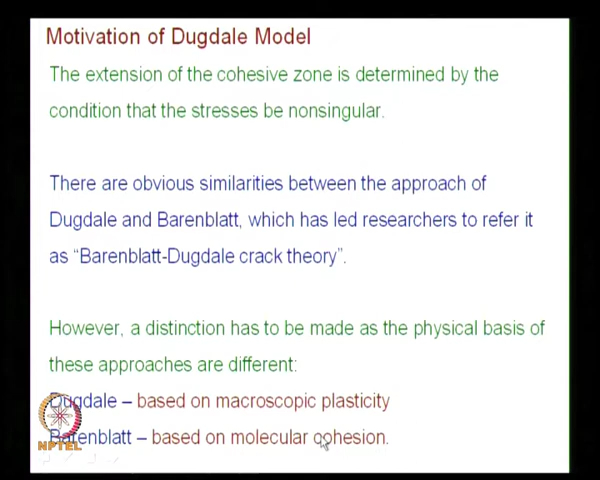 Motivation of Dugdale Model
The extension of the cohesive zone is determined by the
condition that the stresses be nonsingular.
There are obvious similarities between the approach of
Dugdale and Barenblatt, which has led researchers to refer it
as “Barenblatt-Dugdale crack theory”.
However, a distinction has to be made as the physical basis of
these approaches are different:
Dugdale – based on macroscopic plasticity
Barenblatt – based on molecular cohesion.
NPTEL